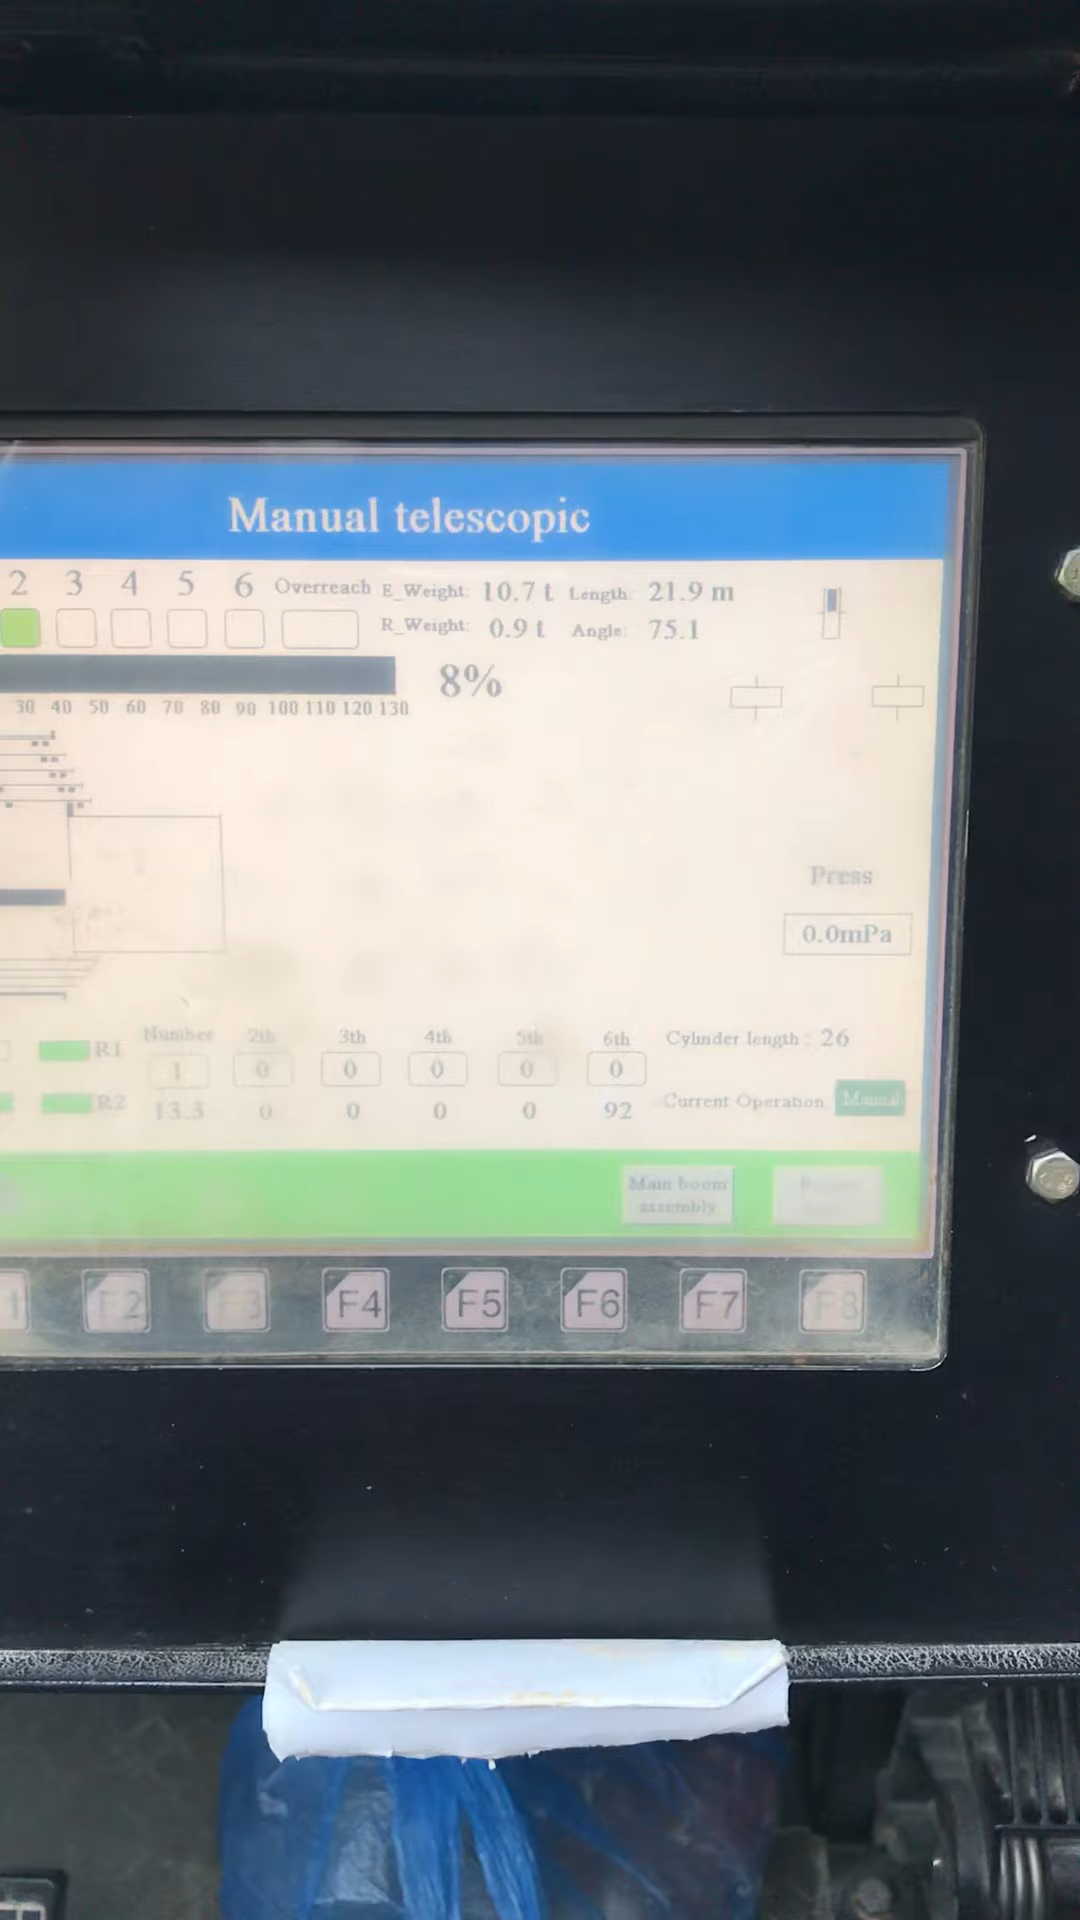 Manual telescopic
2 3 4 5 6 Overreach E_Weight: 10.7 t Length: 21.9 m
R_Weight: 0.9 t Angle: 75.1
8%
30 40 50 60 70 80 90 100 110 120 130
Press
0.0mPa
Number 2th 3th 4th 5th 6th Cylinder length : 26
R1 1 0 0 0 0 0
R2 13.3 0 0 0 0 92 Current Operation Manual
Main boom
assembly
1 F2 F3 F4 F5 F6 F7 F8